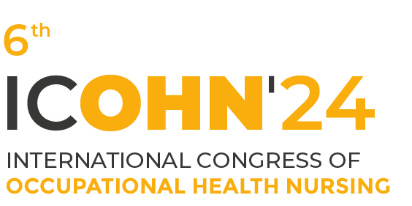 6th
ICOHN'24
INTERNATIONAL CONGRESS OF
OCCUPATIONAL HEALTH NURSING